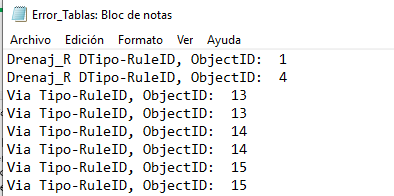 Error_Tablas: Bloc de notas
Archivo Edición Formato Ver Ayuda
Drenaj_R DTipo-RuleID, ObjectID:  1
Drenaj_R DTipo-RuleID, ObjectID:  4
Via Tipo-RuleID, ObjectID:  13
Via Tipo-RuleID, ObjectID:  13
Via Tipo-RuleID, ObjectID:  14
Via Tipo-RuleID, ObjectID:  14
Via Tipo-RuleID, ObjectID:  15
Via Tipo-RuleID, ObjectID:  15